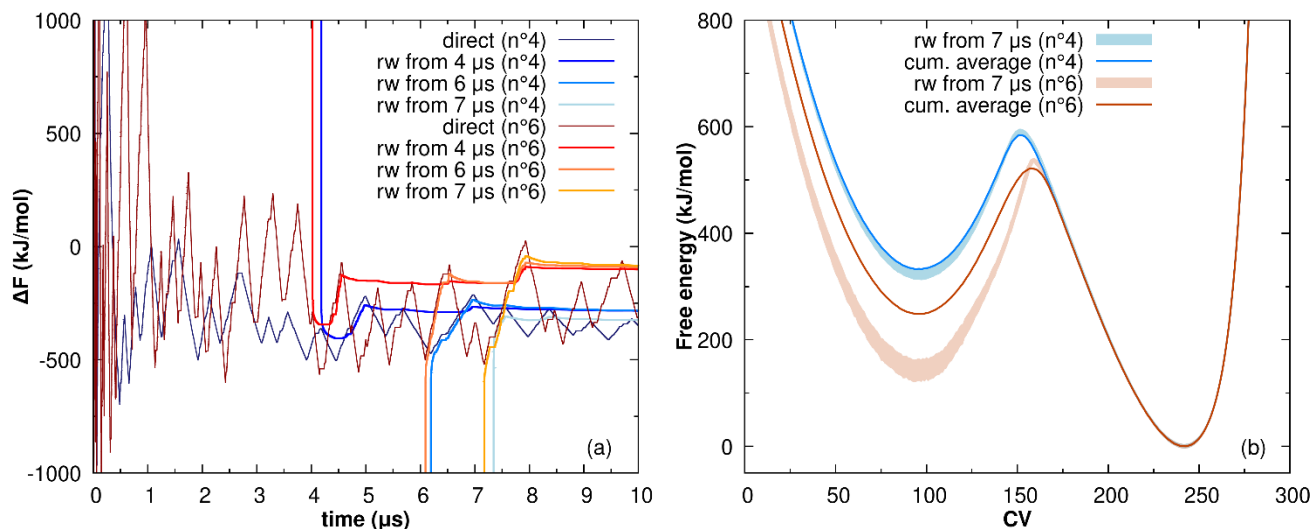 1000
500
0
-500
-1000
ΔF (kJ/mol)
direct (n°4)
rw from 4 μs (n°4)
rw from 6 μs (n°4)
rw from 7 μs (n°4)
direct (n°6)
rw from 4 μs (n°6)
rw from 6 μs (n°6)
rw from 7 μs (n°6)
(a)
0 1 2 3 4 5 6 7 8 9 10
time (μs)
800
600
400
200
0
Free energy (kJ/mol)
rw from 7 μs (n°4)
cum. average (n°4)
rw from 7 μs (n°6)
cum. average (n°6)
(b)
0 50 100 150 200 250 300
CV